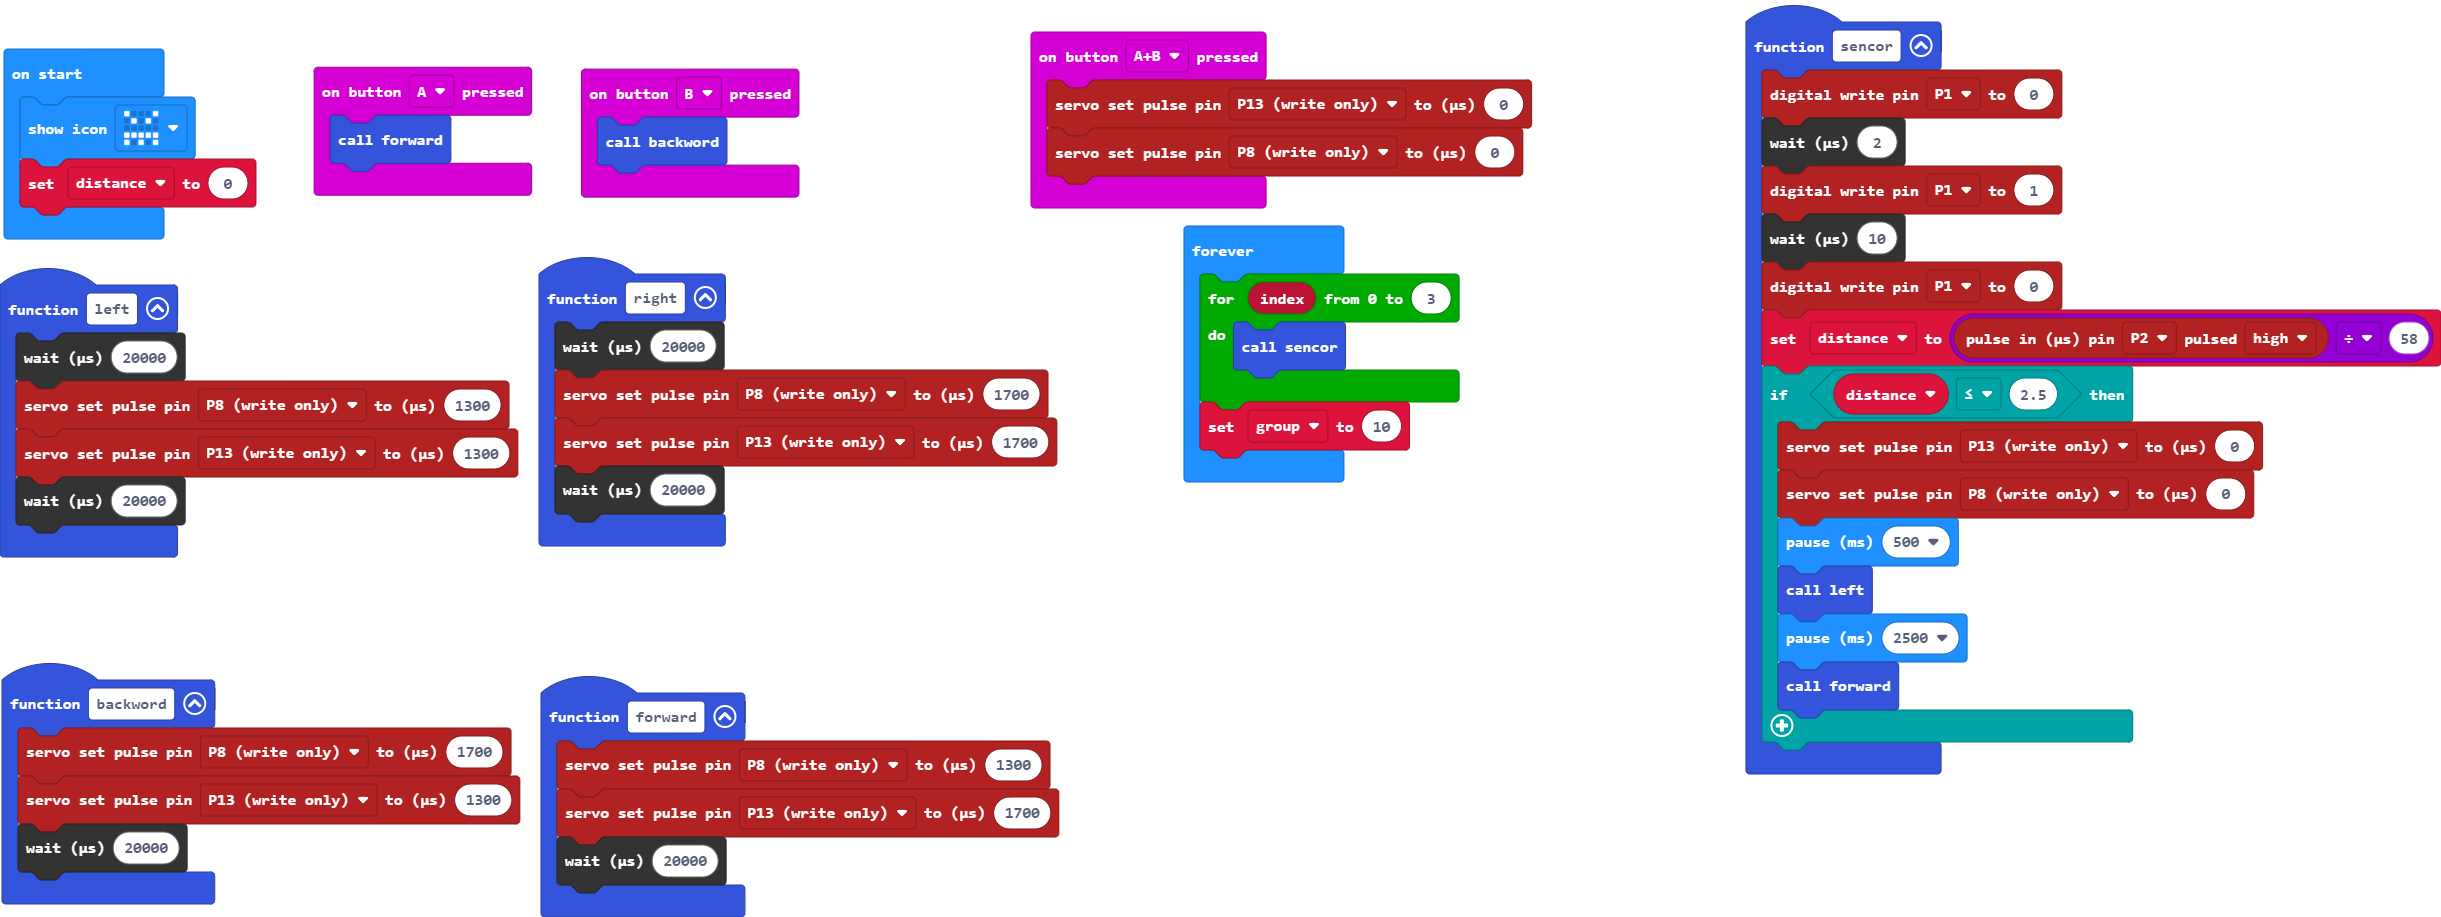 on start
show icon
set distance to 0
on button A pressed
call forward
on button B pressed
call backword
on button A+B pressed
servo set pulse pin P13 (write only) to (µs) 0
servo set pulse pin P8 (write only) to (µs) 0
forever
for index from 0 to 3
do call sencor
set group to 10
function left
wait (µs) 20000
servo set pulse pin P8 (write only) to (µs) 1300
servo set pulse pin P13 (write only) to (µs) 1300
wait (µs) 20000
function right
wait (µs) 20000
servo set pulse pin P8 (write only) to (µs) 1700
servo set pulse pin P13 (write only) to (µs) 1700
wait (µs) 20000
function backword
servo set pulse pin P8 (write only) to (µs) 1700
servo set pulse pin P13 (write only) to (µs) 1300
wait (µs) 20000
function forward
servo set pulse pin P8 (write only) to (µs) 1300
servo set pulse pin P13 (write only) to (µs) 1700
wait (µs) 20000
function sencor
digital write pin P1 to 0
wait (µs) 2
digital write pin P1 to 1
wait (µs) 10
digital write pin P1 to 0
set distance to pulse in (µs) pin P2 pulsed high ÷ 58
if distance ≤ 2.5 then
servo set pulse pin P13 (write only) to (µs) 0
servo set pulse pin P8 (write only) to (µs) 0
pause (ms) 500
call left
pause (ms) 2500
call forward